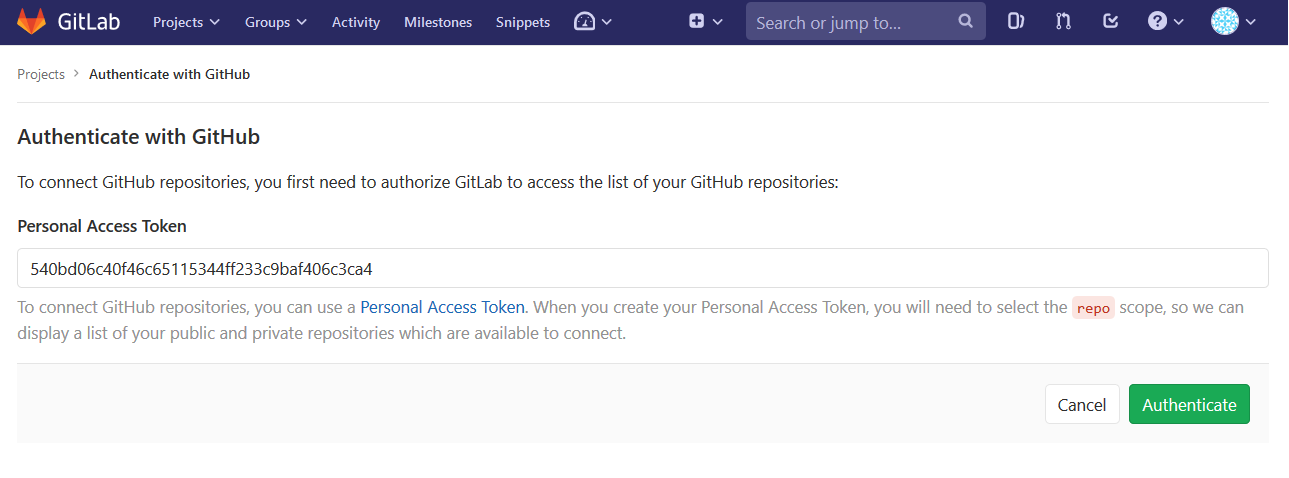 GitLab Projects Groups Activity Milestones Snippets Search or jump to...
Projects > Authenticate with GitHub
Authenticate with GitHub
To connect GitHub repositories, you first need to authorize GitLab to access the list of your GitHub repositories:
Personal Access Token
540bd06c40f46c65115344ff233c9baf406c3ca4
To connect GitHub repositories, you can use a Personal Access Token. When you create your Personal Access Token, you will need to select the repo scope, so we can
display a list of your public and private repositories which are available to connect.
Cancel Authenticate